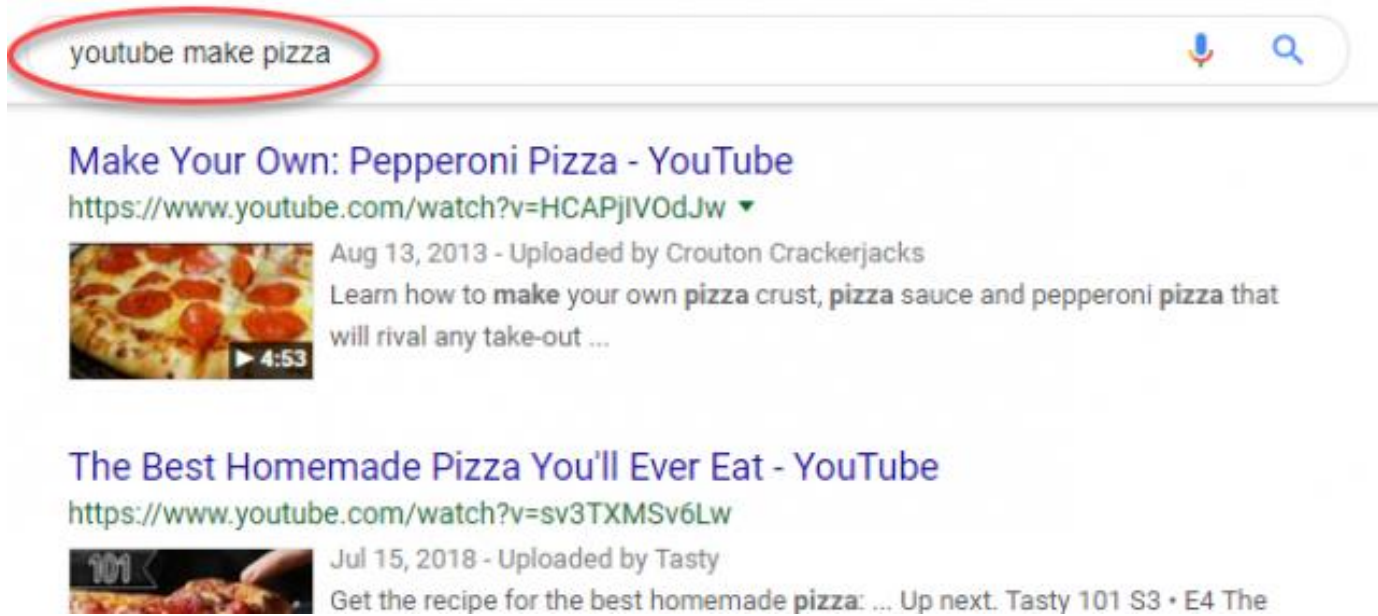 youtube make pizza
Make Your Own: Pepperoni Pizza - YouTube
https://www.youtube.com/watch?v=HCAPjIVOdJw
Aug 13, 2013 - Uploaded by Crouton Crackerjacks
Learn how to make your own pizza crust, pizza sauce and pepperoni pizza that
will rival any take-out ...
4:53
The Best Homemade Pizza You'll Ever Eat - YouTube
https://www.youtube.com/watch?v=sv3TXMSv6Lw
101
Jul 15, 2018 - Uploaded by Tasty
Get the recipe for the best homemade pizza: ... Up next. Tasty 101 S3 • E4 The